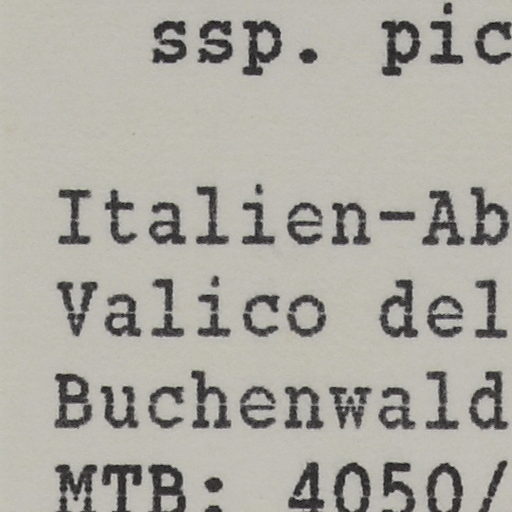 ssp. pic
Italien-Ab
Valico del
Buchenwald
MTB: 4050/